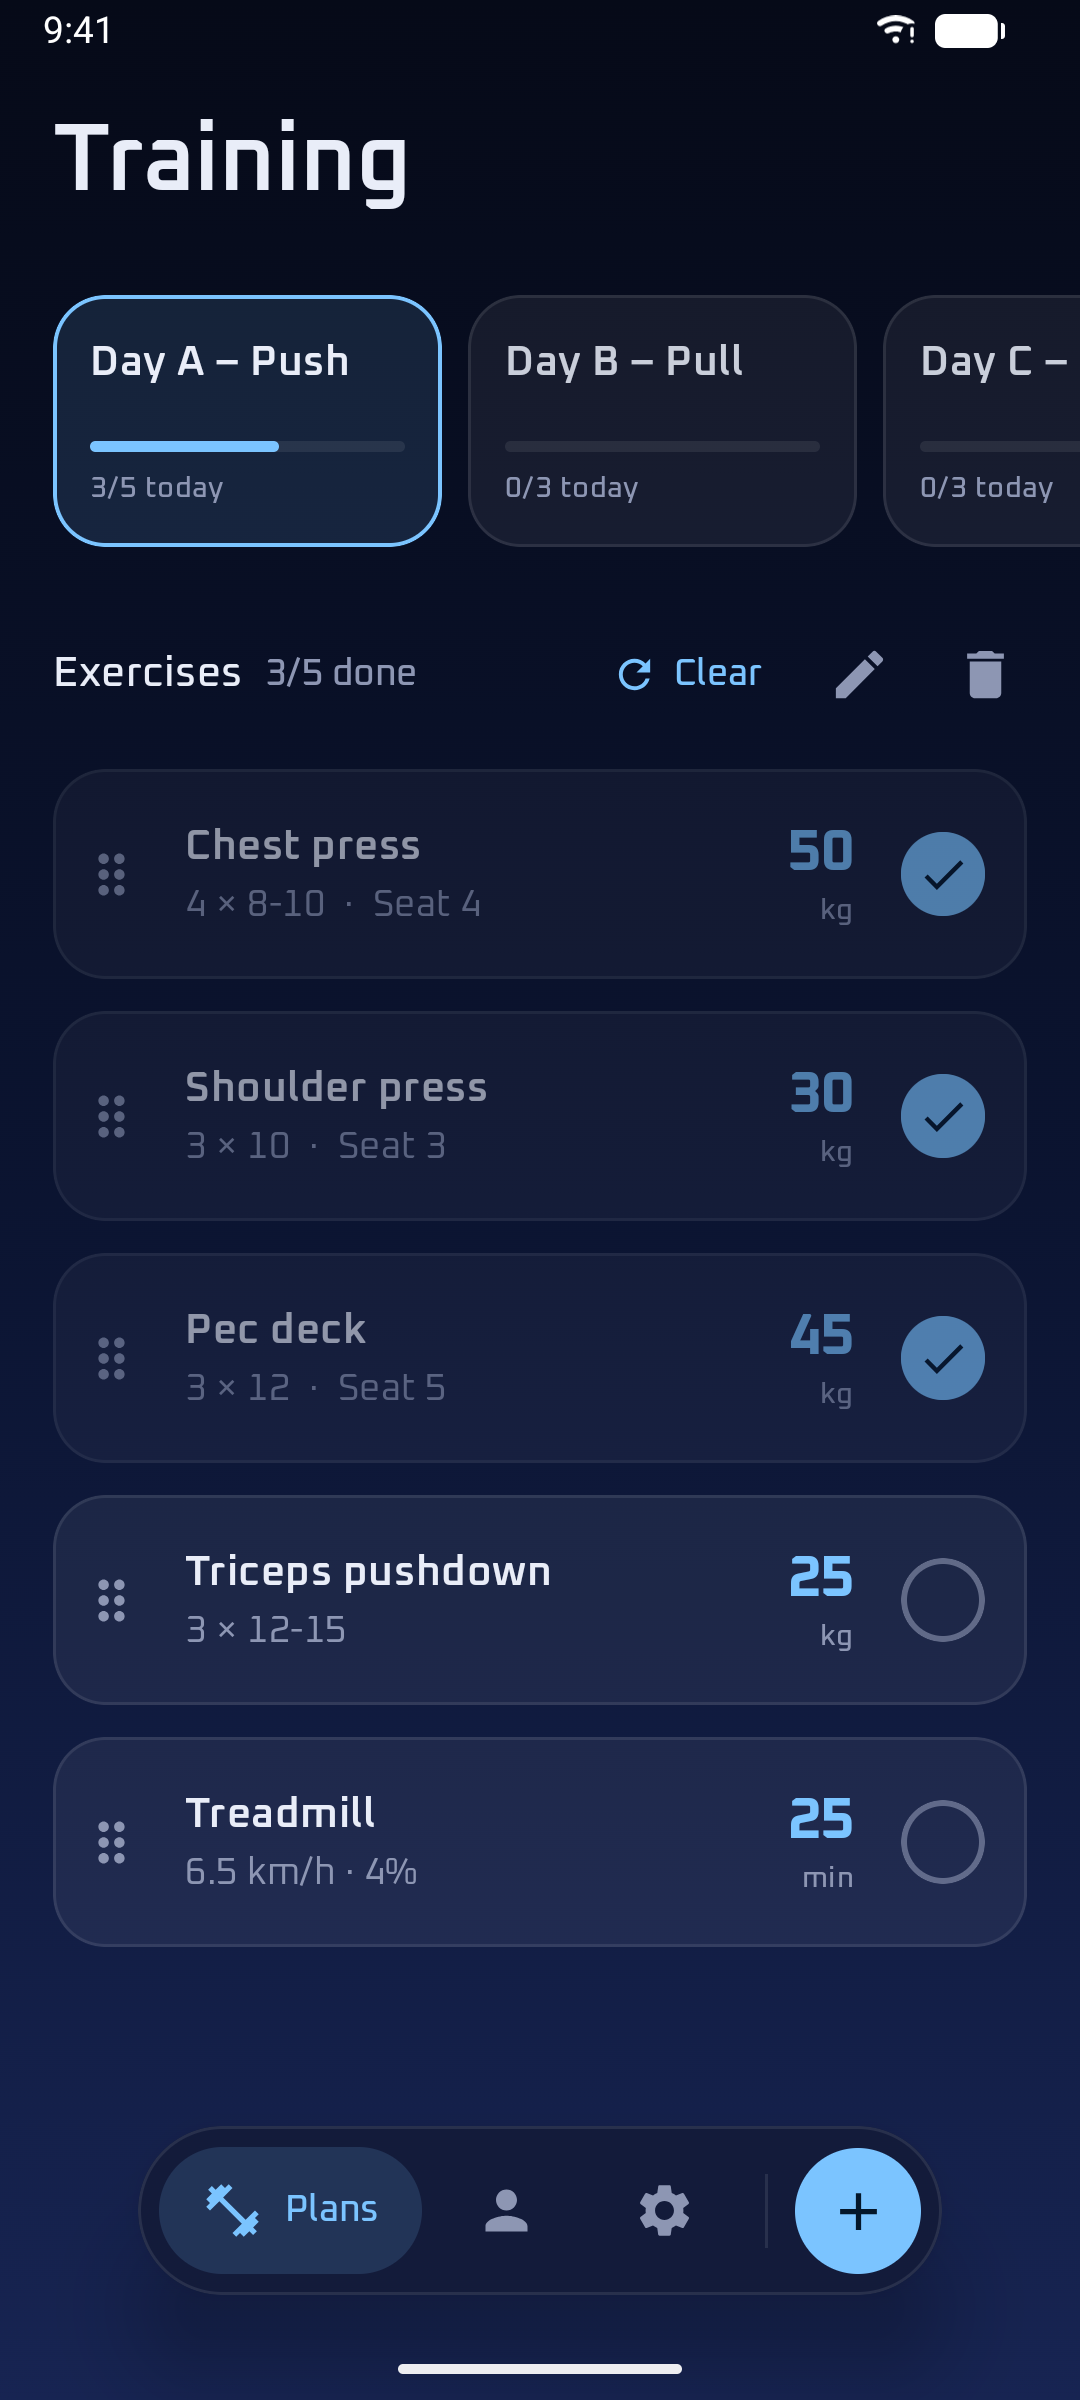 9:41
Training
Day A – Push
3/5 today
Day B – Pull
0/3 today
Day C –
0/3 today
Exercises 3/5 done
Clear
Chest press
4 × 8-10 · Seat 4
50
kg
Shoulder press
3 × 10 · Seat 3
30
kg
Pec deck
3 × 12 · Seat 5
45
kg
Triceps pushdown
3 × 12-15
25
kg
Treadmill
6.5 km/h · 4%
25
min
Plans